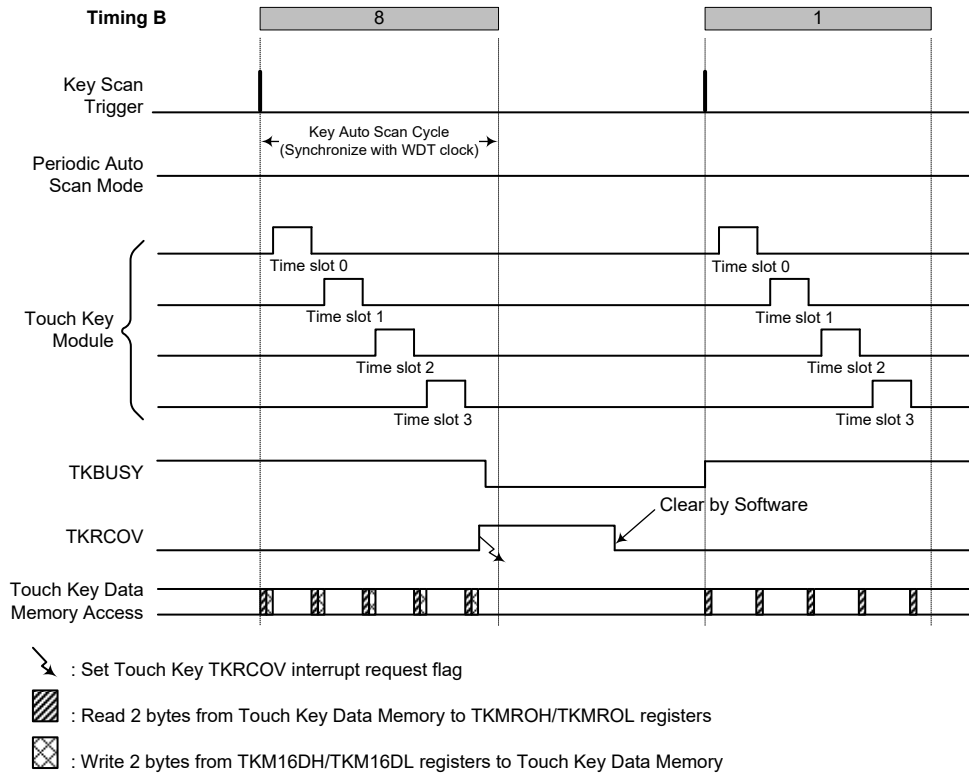 Timing B
8
1
Key Scan
Trigger
Key Auto Scan Cycle
(Synchronize with WDT clock)
Periodic Auto
Scan Mode
Touch Key
Module
Time slot 0
Time slot 0
Time slot 1
Time slot 1
Time slot 2
Time slot 2
Time slot 3
Time slot 3
TKBUSY
Clear by Software
TKRCOV
Touch Key Data
Memory Access
: Set Touch Key TKRCOV interrupt request flag
: Read 2 bytes from Touch Key Data Memory to TKMROH/TKMROL registers
: Write 2 bytes from TKM16DH/TKM16DL registers to Touch Key Data Memory